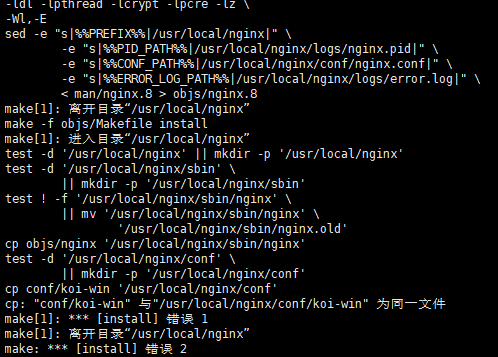 -ldl -lpthread -lcrypt -lpcre -lz \
-Wl,-E
sed -e "s|%%PREFIX%%|/usr/local/nginx|" \
        -e "s|%%PID_PATH%%|/usr/local/nginx/logs/nginx.pid|" \
        -e "s|%%CONF_PATH%%|/usr/local/nginx/conf/nginx.conf|" \
        -e "s|%%ERROR_LOG_PATH%%|/usr/local/nginx/logs/error.log|" \
        < man/nginx.8 > objs/nginx.8
make[1]: 离开目录“/usr/local/nginx”
make -f objs/Makefile install
make[1]: 进入目录“/usr/local/nginx”
test -d '/usr/local/nginx' || mkdir -p '/usr/local/nginx'
test -d '/usr/local/nginx/sbin' \
        || mkdir -p '/usr/local/nginx/sbin'
test ! -f '/usr/local/nginx/sbin/nginx' \
        || mv '/usr/local/nginx/sbin/nginx' \
                '/usr/local/nginx/sbin/nginx.old'
cp objs/nginx '/usr/local/nginx/sbin/nginx'
test -d '/usr/local/nginx/conf' \
        || mkdir -p '/usr/local/nginx/conf'
cp conf/koi-win '/usr/local/nginx/conf'
cp: "conf/koi-win" 与"/usr/local/nginx/conf/koi-win" 为同一文件
make[1]: *** [install] 错误 1
make[1]: 离开目录“/usr/local/nginx”
make: *** [install] 错误 2